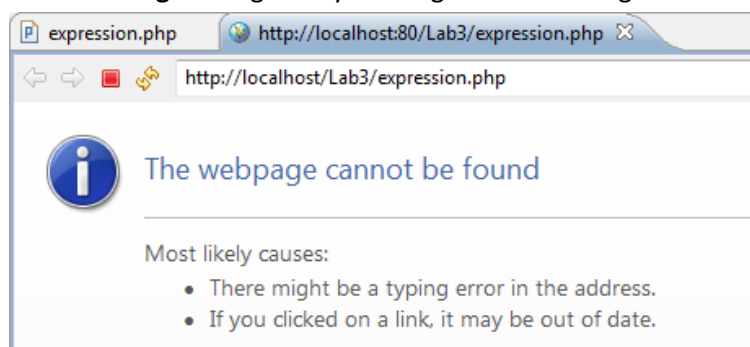 expression.php http://localhost:80/Lab3/expression.php
http://localhost/Lab3/expression.php
The webpage cannot be found
Most likely causes:
• There might be a typing error in the address.
• If you clicked on a link, it may be out of date.